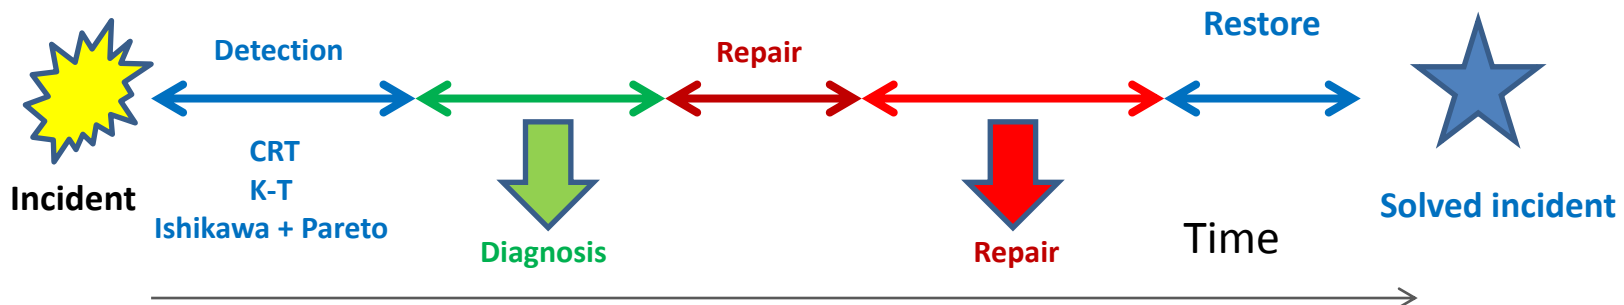 Incident
Detection
CRT
K-T
Ishikawa + Pareto
Diagnosis
Repair
Repair
Restore
Time
Solved incident